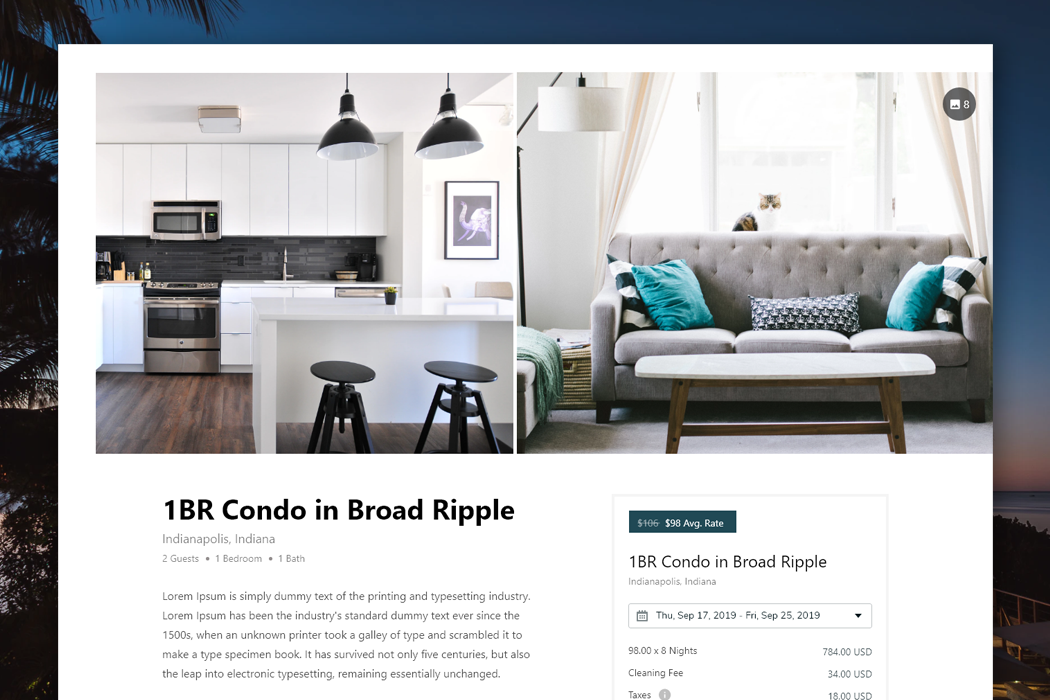 8
1BR Condo in Broad Ripple
Indianapolis, Indiana
2 Guests • 1 Bedroom • 1 Bath
Lorem Ipsum is simply dummy text of the printing and typesetting industry.
Lorem Ipsum has been the industry's standard dummy text ever since the
1500s, when an unknown printer took a galley of type and scrambled it to
make a type specimen book. It has survived not only five centuries, but also
the leap into electronic typesetting, remaining essentially unchanged.
$106 $98 Avg. Rate
1BR Condo in Broad Ripple
Indianapolis, Indiana
Thu, Sep 17, 2019 - Fri, Sep 25, 2019
98.00 x 8 Nights 784.00 USD
Cleaning Fee 34.00 USD
Taxes 18.00 USD